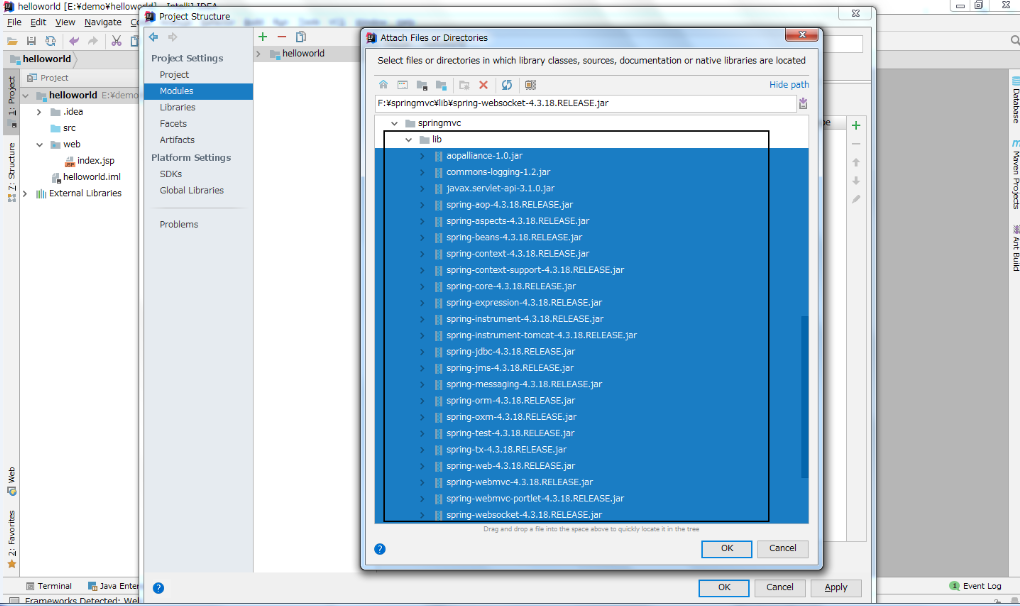 helloworld [E:¥demo¥helloworld
IntelliJ IDEA
File Edit View Navigate
helloworld
Project
helloworld E:¥demo
.idea
src
web
index.jsp
helloworld.iml
External Libraries
1: Project
7: Structure
Web
2: Favorites
Project Structure
Project Settings
Project
Modules
Libraries
Facets
Artifacts
Platform Settings
SDKs
Global Libraries
Problems
helloworld
Attach Files or Directories
Select files or directories in which library classes, sources, documentation or native libraries are located
Hide path
F:¥springmvc¥lib¥spring-websocket-4.3.18.RELEASE.jar
springmvc
lib
aopalliance-1.0.jar
commons-logging-1.2.jar
javax.servlet-api-3.1.0.jar
spring-aop-4.3.18.RELEASE.jar
spring-aspects-4.3.18.RELEASE.jar
spring-beans-4.3.18.RELEASE.jar
spring-context-4.3.18.RELEASE.jar
spring-context-support-4.3.18.RELEASE.jar
spring-core-4.3.18.RELEASE.jar
spring-expression-4.3.18.RELEASE.jar
spring-instrument-4.3.18.RELEASE.jar
spring-instrument-tomcat-4.3.18.RELEASE.jar
spring-jdbc-4.3.18.RELEASE.jar
spring-jms-4.3.18.RELEASE.jar
spring-messaging-4.3.18.RELEASE.jar
spring-orm-4.3.18.RELEASE.jar
spring-oxm-4.3.18.RELEASE.jar
spring-test-4.3.18.RELEASE.jar
spring-tx-4.3.18.RELEASE.jar
spring-web-4.3.18.RELEASE.jar
spring-webmvc-4.3.18.RELEASE.jar
spring-webmvc-portlet-4.3.18.RELEASE.jar
spring-websocket-4.3.18.RELEASE.jar
Drag and drop a file into the space above to quickly locate it in the tree
OK Cancel
OK Cancel Apply
Database
Maven Projects
Ant Build
Terminal Java Enter
Event Log
Frameworks Detected: We